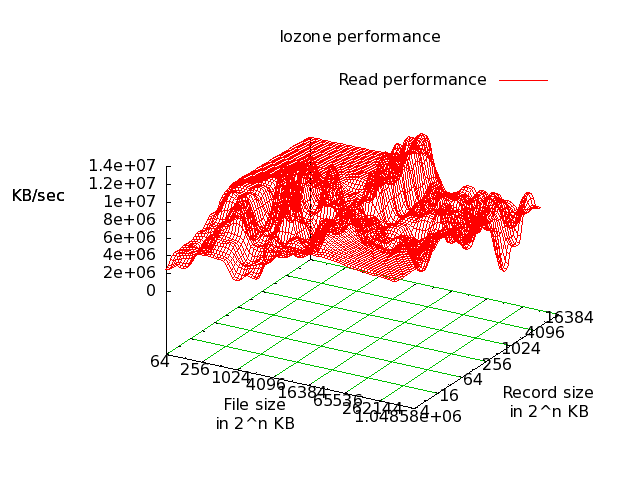 Iozone performance
Read performance
1.4e+07
1.2e+07
1e+07
8e+06
6e+06
4e+06
2e+06
0
KB/sec
64
256
1024
4096
16384
65536
262144
1.04858e+06
File size
in 2^n KB
4
16
64
256
1024
4096
16384
Record size
in 2^n KB